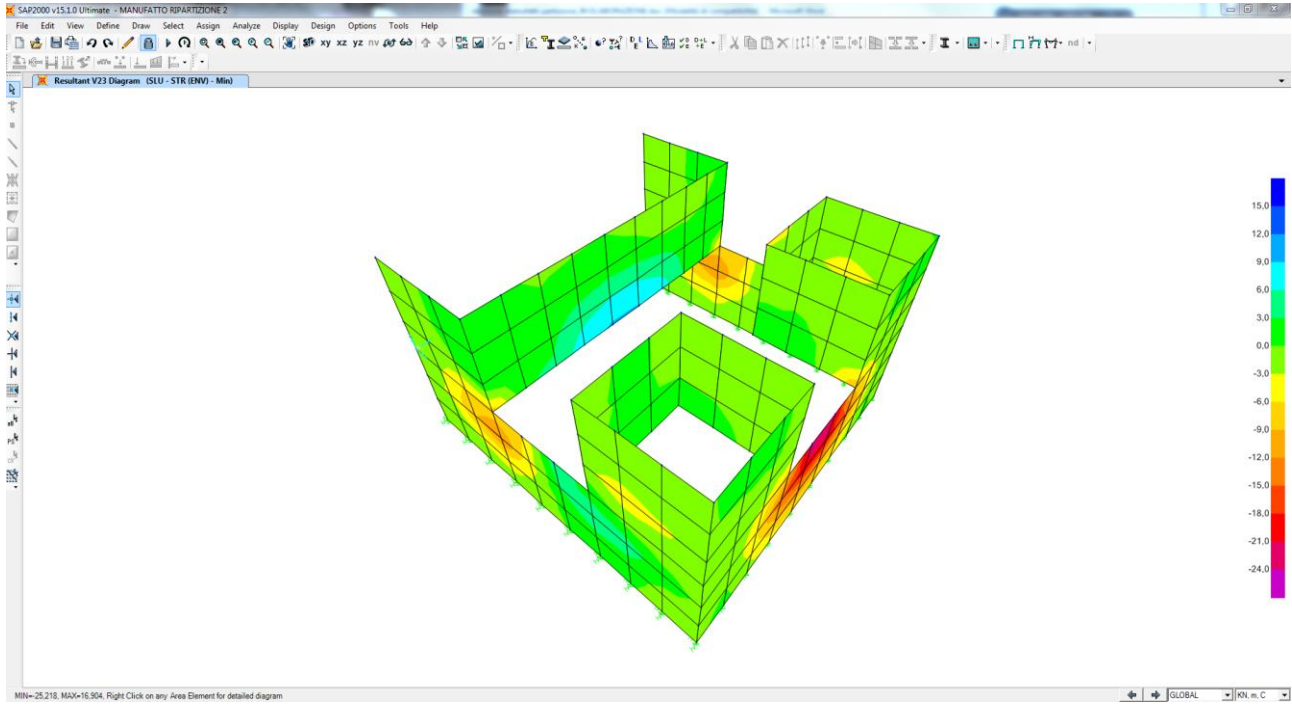 SAP2000 v15.1.0 Ultimate - MANUFATTO RIPARTIZIONE 2
File Edit View Define Draw Select Assign Analyze Display Design Options Tools Help
xy xz yz nv nd
Resultant V23 Diagram (SLU - STR (ENV) - Min)
15,0
12,0
9,0
6,0
3,0
0,0
-3,0
-6,0
-9,0
-12,0
-15,0
-18,0
-21,0
-24,0
all
PS
MIN=-25,218, MAX=16,904, Right Click on any Area Element for detailed diagram
GLOBAL
KN, m, C